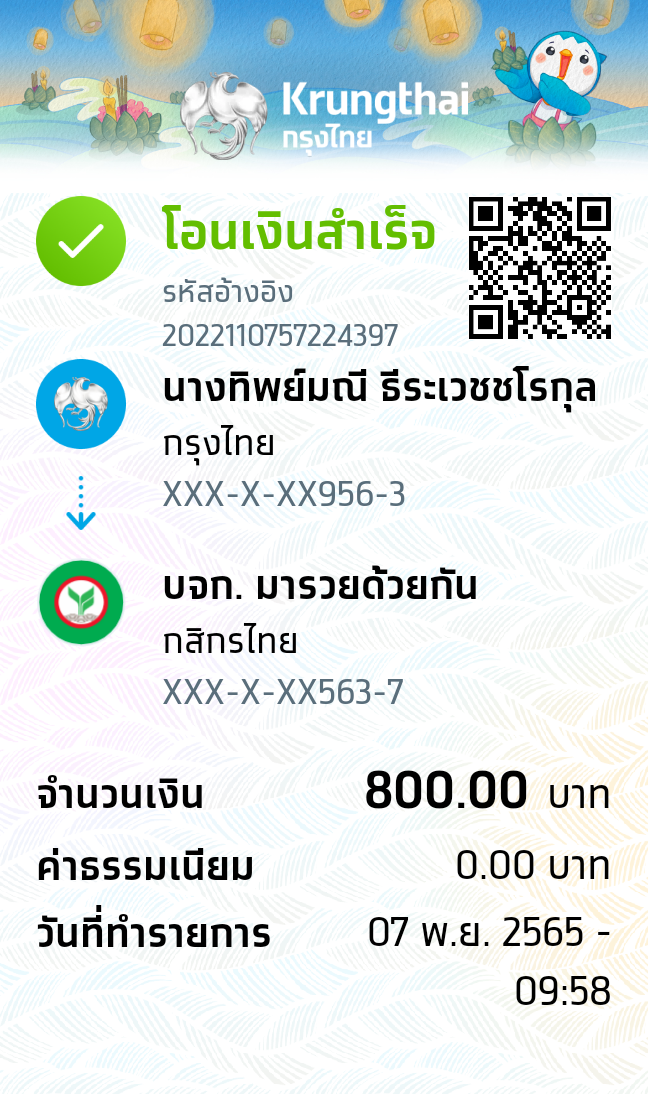 Krungthai
กรุงไทย
โอนเงินสำเร็จ
รหัสอ้างอิง
2022110757224397
นางทิพย์มณี ธีระเวชชโรกุล
กรุงไทย
XXX-X-XX956-3
บจก. มารวยด้วยกัน
กสิกรไทย
XXX-X-XX563-7
จำนวนเงิน 800.00 บาท
ค่าธรรมเนียม 0.00 บาท
วันที่ทำรายการ 07 พ.ย. 2565 -
09:58